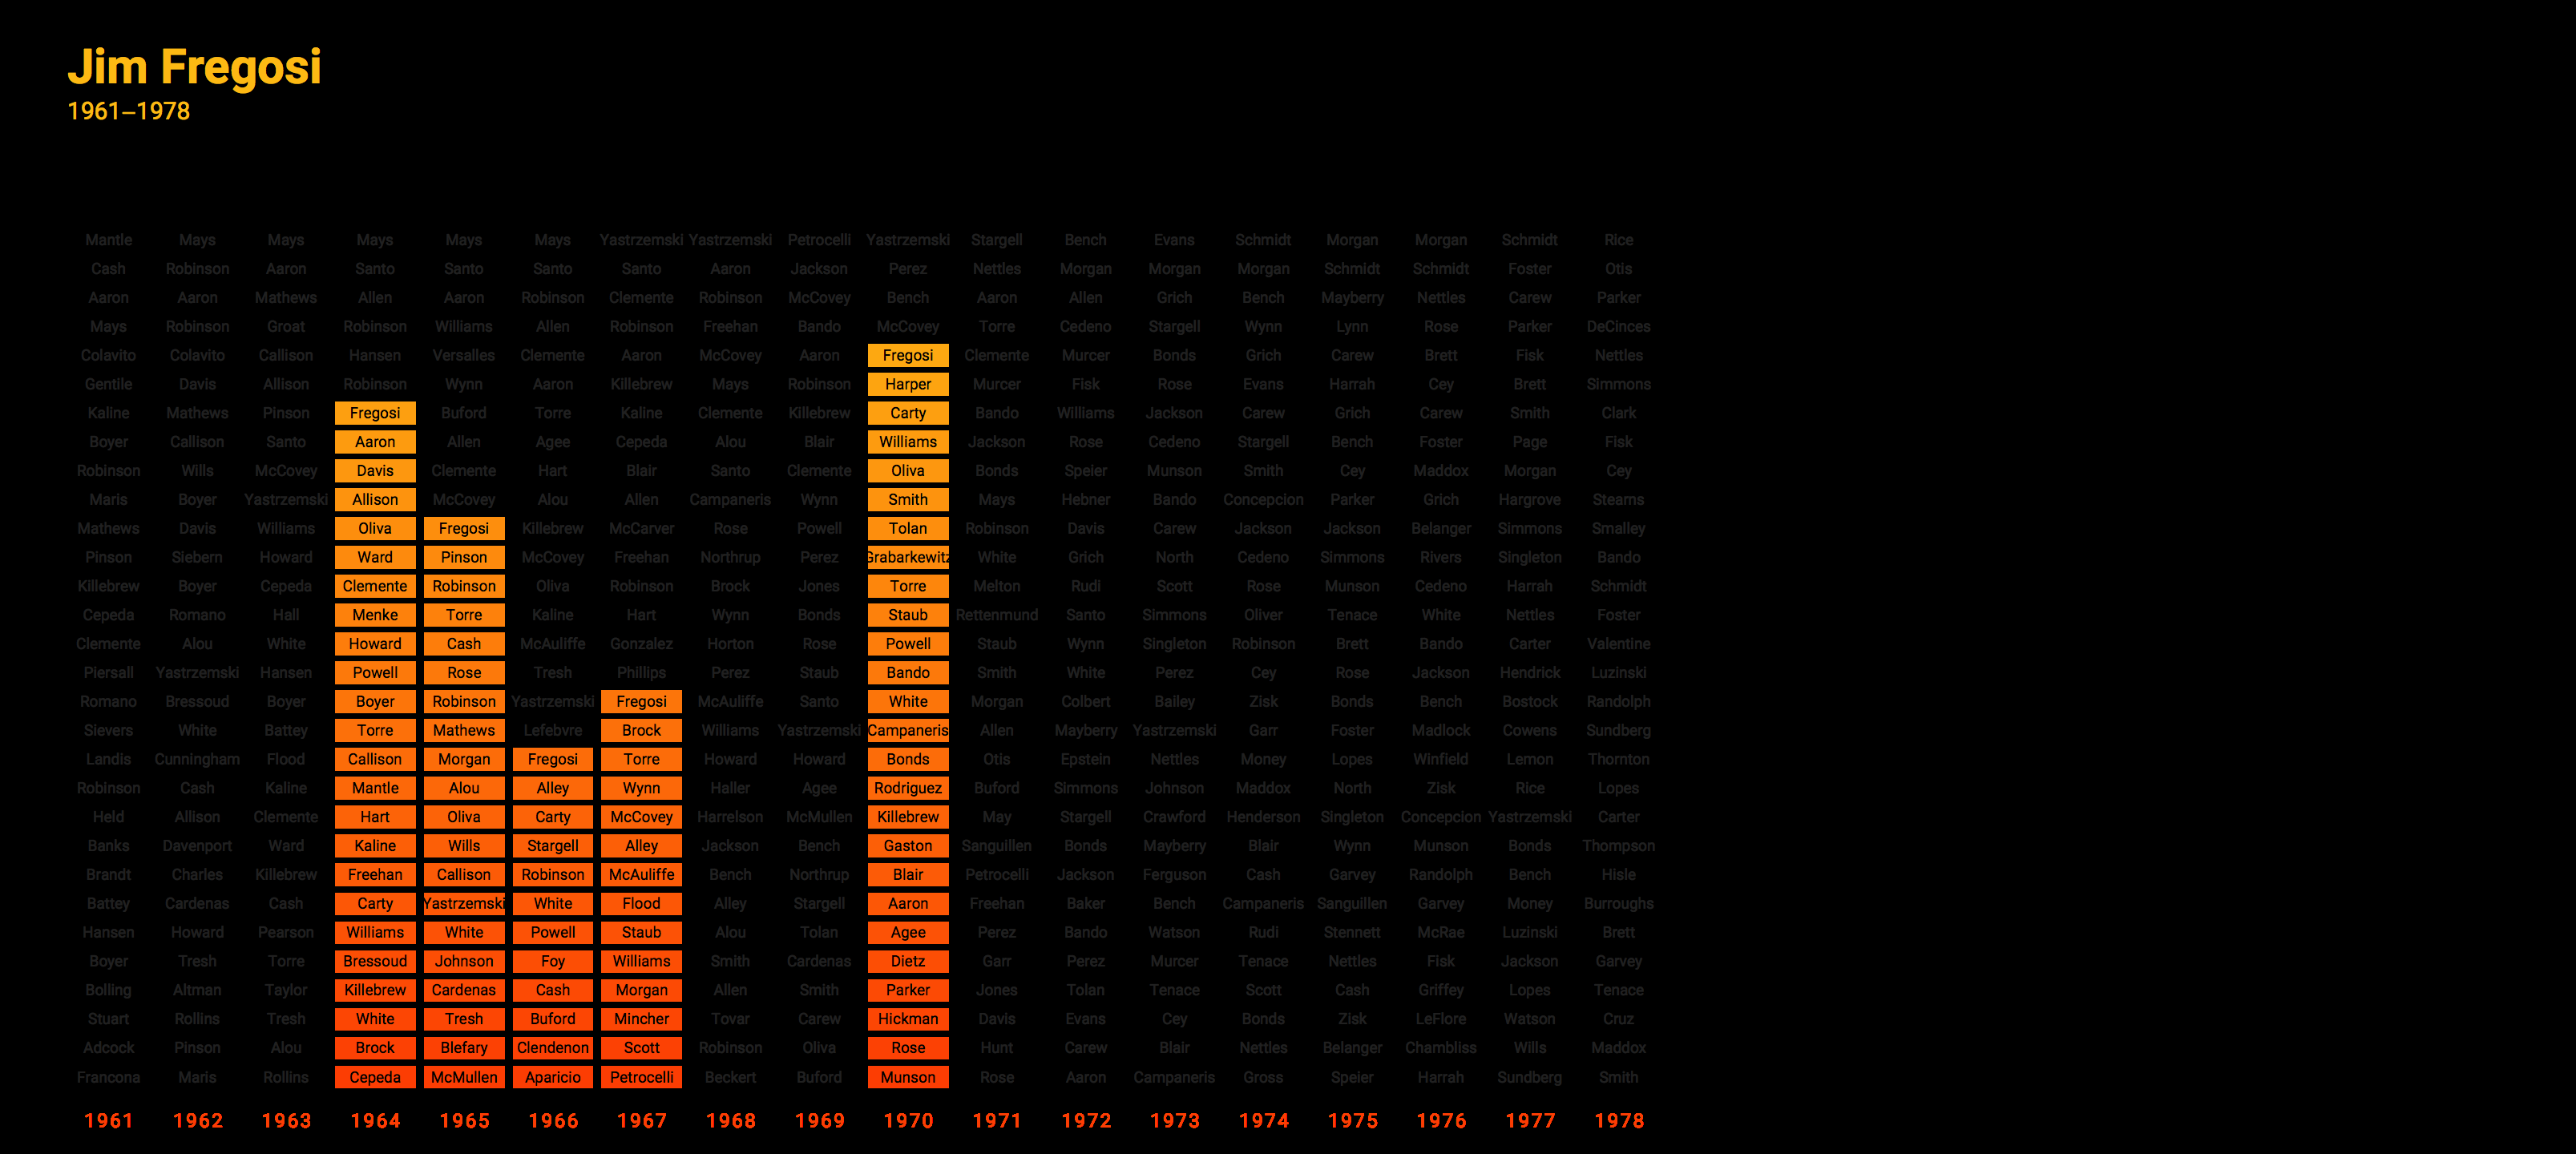 Jim Fregosi
1961–1978
Mantle Mays Mays Mays Mays Mays Yastrzemski Yastrzemski Petrocelli Yastrzemski Stargell Bench Evans Schmidt Morgan Morgan Schmidt Rice
Cash Robinson Aaron Santo Santo Santo Santo Aaron Jackson Perez Nettles Morgan Morgan Morgan Schmidt Schmidt Foster Otis
Aaron Aaron Mathews Allen Aaron Robinson Clemente Robinson McCovey Bench Aaron Allen Grich Bench Mayberry Nettles Carew Parker
Mays Robinson Groat Robinson Williams Allen Robinson Freehan Bando McCovey Torre Cedeno Stargell Wynn Lynn Rose Parker DeCinces
Colavito Colavito Callison Hansen Versalles Clemente Aaron McCovey Aaron Fregosi Clemente Murcer Bonds Grich Carew Brett Fisk Nettles
Gentile Davis Allison Robinson Wynn Aaron Killebrew Mays Robinson Harper Murcer Fisk Rose Evans Harrah Cey Brett Simmons
Kaline Mathews Pinson Fregosi Buford Torre Kaline Clemente Killebrew Carty Bando Williams Jackson Carew Grich Carew Smith Clark
Boyer Callison Santo Aaron Allen Agee Cepeda Alou Blair Williams Jackson Rose Cedeno Stargell Bench Foster Page Fisk
Robinson Wills McCovey Davis Clemente Hart Blair Santo Clemente Oliva Bonds Speier Munson Smith Cey Maddox Morgan Cey
Maris Boyer Yastrzemski Allison McCovey Alou Allen Campaneris Wynn Smith Mays Hebner Bando Concepcion Parker Grich Hargrove Stearns
Mathews Davis Williams Oliva Fregosi Killebrew McCarver Rose Powell Tolan Robinson Davis Carew Jackson Jackson Belanger Simmons Smalley
Pinson Siebern Howard Ward Pinson McCovey Freehan Northrup Perez Grabarkewitz White Grich North Cedeno Simmons Rivers Singleton Bando
Killebrew Boyer Cepeda Clemente Robinson Oliva Robinson Brock Jones Torre Melton Rudi Scott Rose Munson Cedeno Harrah Schmidt
Cepeda Romano Hall Menke Torre Kaline Hart Wynn Bonds Staub Rettenmund Santo Simmons Oliver Tenace White Nettles Foster
Clemente Alou White Howard Cash McAuliffe Gonzalez Horton Rose Powell Staub Wynn Singleton Robinson Brett Bando Carter Valentine
Piersall Yastrzemski Hansen Powell Rose Tresh Phillips Perez Staub Bando Smith White Perez Cey Rose Jackson Hendrick Luzinski
Romano Bressoud Boyer Boyer Robinson Yastrzemski Fregosi McAuliffe Santo White Morgan Colbert Bailey Zisk Bonds Bench Bostock Randolph
Sievers White Battey Torre Mathews Lefebvre Brock Williams Yastrzemski Campaneris Allen Mayberry Yastrzemski Garr Foster Madlock Cowens Sundberg
Landis Cunningham Flood Callison Morgan Fregosi Torre Howard Howard Bonds Otis Epstein Nettles Money Lopes Winfield Lemon Thornton
Robinson Cash Kaline Mantle Alou Alley Wynn Haller Agee Rodriguez Buford Simmons Johnson Maddox North Zisk Rice Lopes
Held Allison Clemente Hart Oliva Carty McCovey Harrelson McMullen Killebrew May Stargell Crawford Henderson Singleton Concepcion Yastrzemski Carter
Banks Davenport Ward Kaline Wills Stargell Alley Jackson Bench Gaston Sanguillen Bonds Mayberry Blair Wynn Munson Bonds Thompson
Brandt Charles Killebrew Freehan Callison Robinson McAuliffe Bench Northrup Blair Petrocelli Jackson Ferguson Cash Garvey Randolph Bench Hisle
Battey Cardenas Cash Carty Yastrzemski White Flood Alley Stargell Aaron Freehan Baker Bench Campaneris Sanguillen Garvey Money Burroughs
Hansen Howard Pearson Williams White Powell Staub Alou Tolan Agee Perez Bando Watson Rudi Stennett McRae Luzinski Brett
Boyer Tresh Torre Bressoud Johnson Foy Williams Smith Cardenas Dietz Garr Perez Murcer Tenace Nettles Fisk Jackson Garvey
Bolling Altman Taylor Killebrew Cardenas Cash Morgan Allen Smith Parker Jones Tolan Tenace Scott Cash Griffey Lopes Tenace
Stuart Rollins Tresh White Tresh Buford Mincher Tovar Carew Hickman Davis Evans Cey Bonds Zisk LeFlore Watson Cruz
Adcock Pinson Alou Brock Blefary Clendenon Scott Robinson Oliva Rose Hunt Carew Blair Nettles Belanger Chambliss Wills Maddox
Francona Maris Rollins Cepeda McMullen Aparicio Petrocelli Beckert Buford Munson Rose Aaron Campaneris Gross Speier Harrah Sundberg Smith
1961 1962 1963 1964 1965 1966 1967 1968 1969 1970 1971 1972 1973 1974 1975 1976 1977 1978